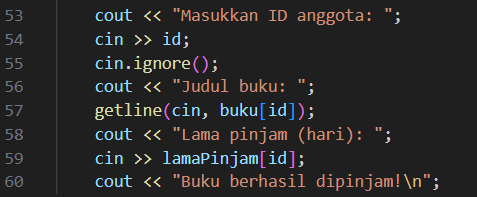 53 cout << "Masukkan ID anggota: ";
54 cin >> id;
55 cin.ignore();
56 cout << "Judul buku: ";
57 getline(cin, buku[id]);
58 cout << "Lama pinjam (hari): ";
59 cin >> lamaPinjam[id];
60 cout << "Buku berhasil dipinjam!\n";